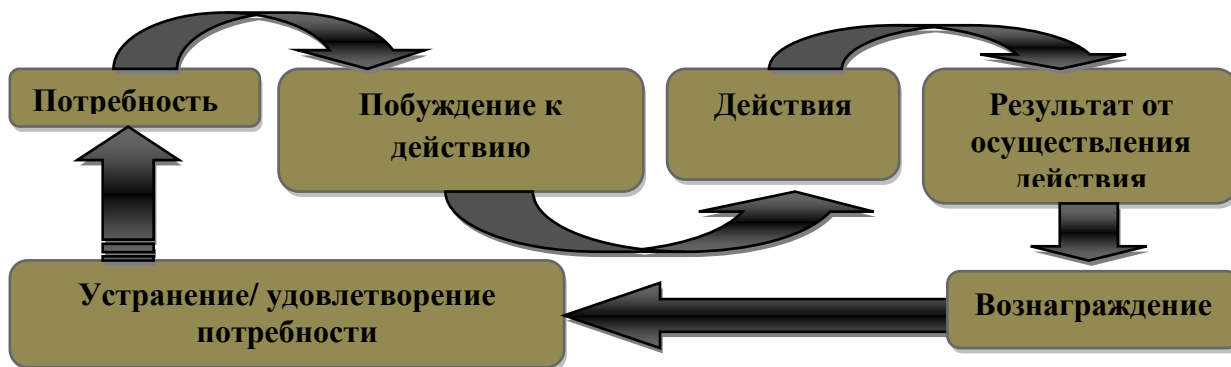 Потребность
Побуждение к
действию
Действия
Результат от
осуществления
действия
Вознаграждение
Устранение/ удовлетворение
потребности